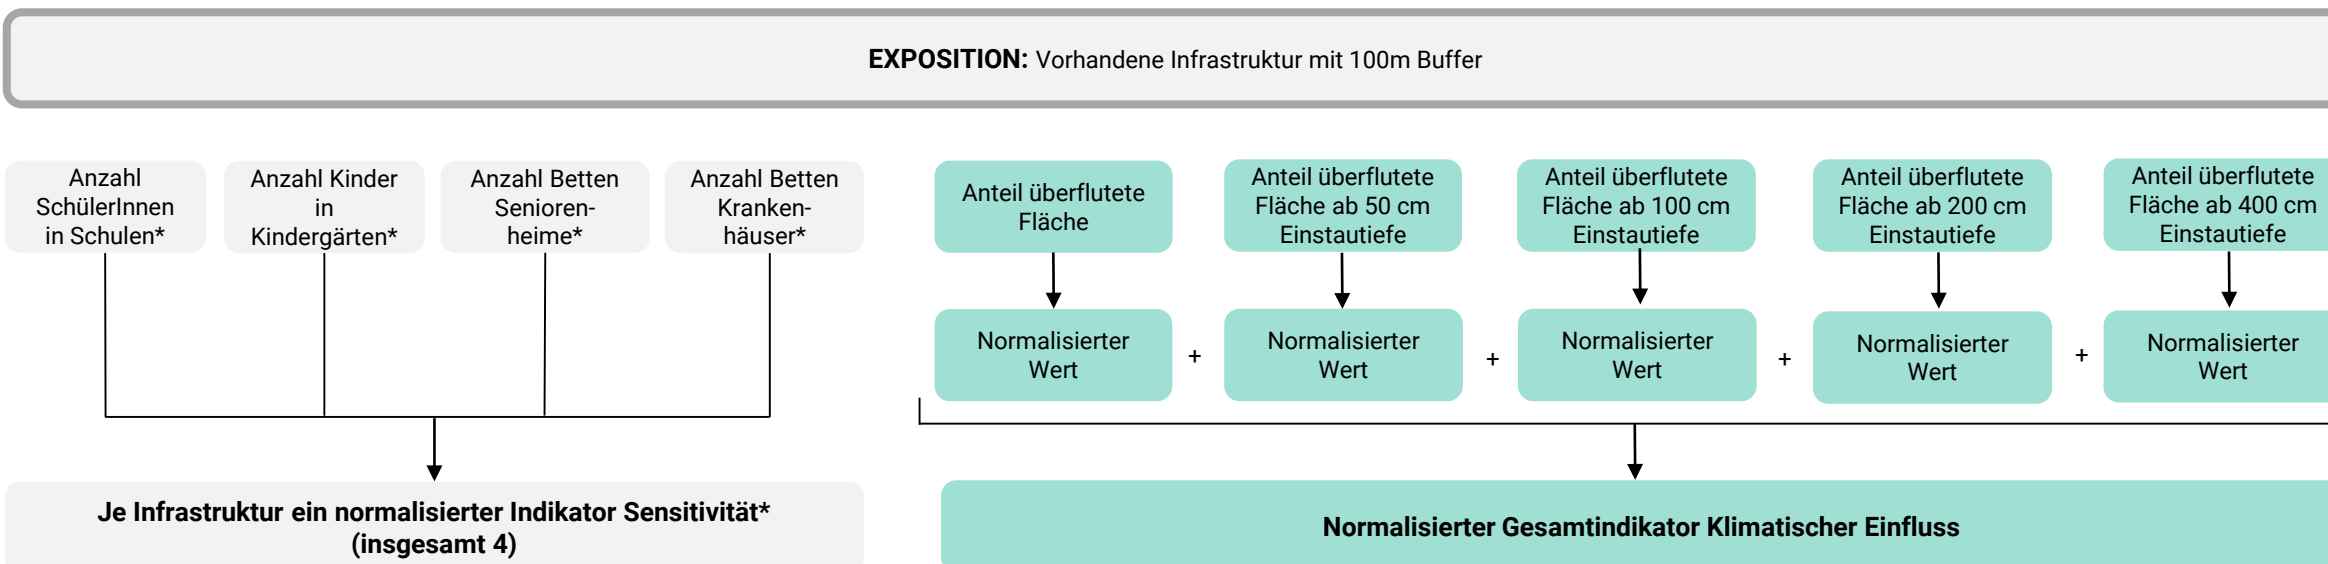 EXPOSITION: Vorhandene Infrastruktur mit 100m Buffer
Anzahl
SchülerInnen
in Schulen*
Anzahl Kinder
in
Kindergärten*
Anzahl Betten
Senioren-
heime*
Anzahl Betten
Kranken-
häuser*
Anteil überflutete
Fläche
Anteil überflutete
Fläche ab 50 cm
Einstautiefe
Anteil überflutete
Fläche ab 100 cm
Einstautiefe
Anteil überflutete
Fläche ab 200 cm
Einstautiefe
Anteil überflutete
Fläche ab 400 cm
Einstautiefe
Normalisierter
Wert
+
Normalisierter
Wert
+
Normalisierter
Wert
+
Normalisierter
Wert
+
Normalisierter
Wert
Je Infrastruktur ein normalisierter Indikator Sensitivität*
(insgesamt 4)
Normalisierter Gesamtindikator Klimatischer Einfluss